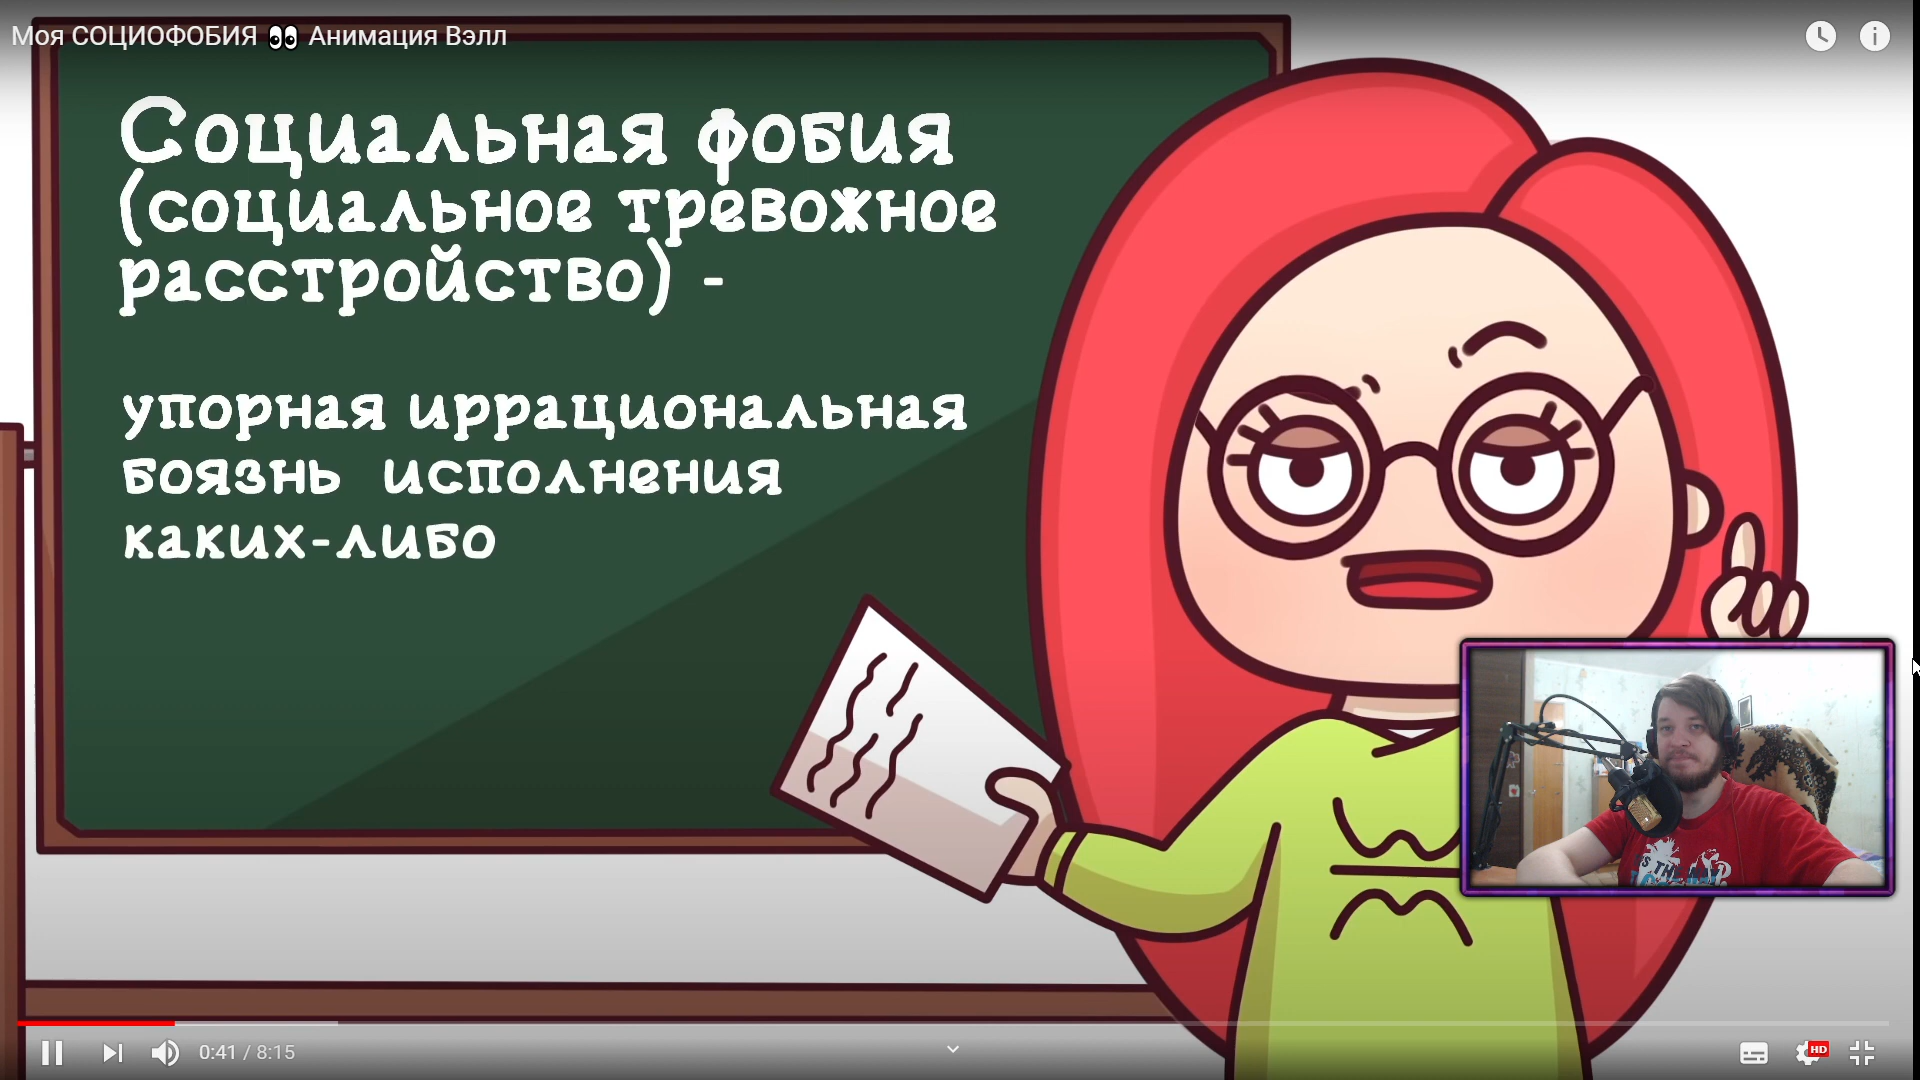 Моя СОЦИОФОБИЯ 👀 Анимация Вэлл
Социальная фобия
(социальное тревожное
расстройство) -
упорная иррациональная
боязнь исполнения
каких-либо
0:41 / 8:15
HD